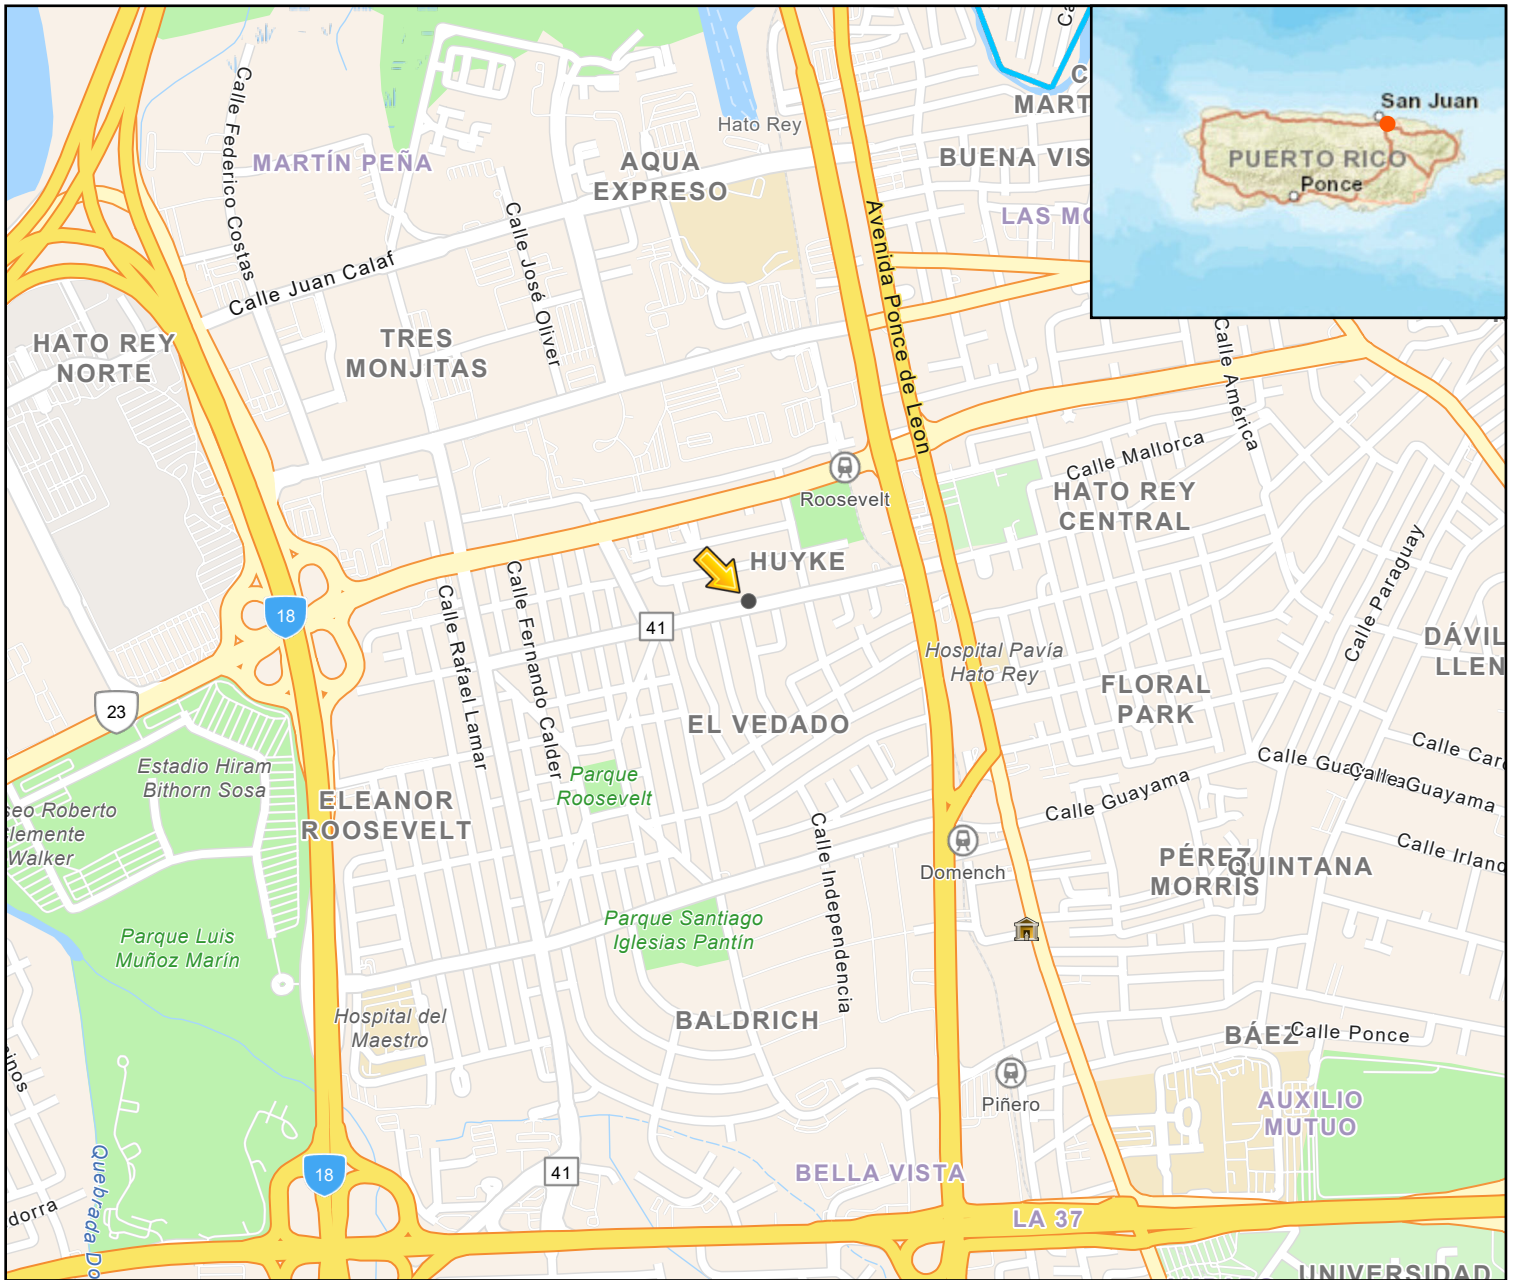 Calle Federico Costas
MARTÍN PEÑA
Hato Rey
AQUA
EXPRESO
MART
BUENA VIS
San Juan
PUERTO RICO
Ponce
Calle Juan Calaf
Calle José Oliver
Avenida Ponce de Leon
HATO REY
NORTE
TRES
MONJITAS
Calle América
Calle Mallorca
Roosevelt
HATO REY
CENTRAL
HUYKE
18
41
Calle Rafael Lamar
Calle Fernando Calder
Calle Paraguay
Hospital Pavía
Hato Rey
DÁVIL
LLEN
23
FLORAL
PARK
EL VEDADO
Estadio Hiram
Bithorn Sosa
Parque
Roosevelt
Calle Guayama
Calle Guayama
Calle Car
seo Roberto
lemente
Walker
ELEANOR
ROOSEVELT
Calle Independencia
Domench
PÉREZ
MORRIS
QUINTANA
Calle Irland
Parque Santiago
Iglesias Pantín
Parque Luis
Muñoz Marín
Hospital del
Maestro
BALDRICH
BÁEZ
Calle Ponce
inos
Piñero
AUXILIO
MUTUO
Quebrada Do
18
41
BELLA VISTA
dorra
LA 37
UNIVERSIDAD